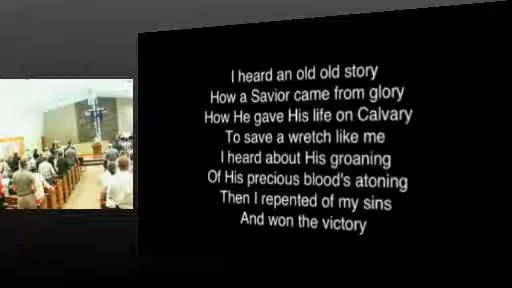 I heard an old old story
How a Savior came from glory
How He gave His life on Calvary
To save a wretch like me
I heard about His groaning
Of His precious blood's atoning
Then I repented of my sins
And won the victory